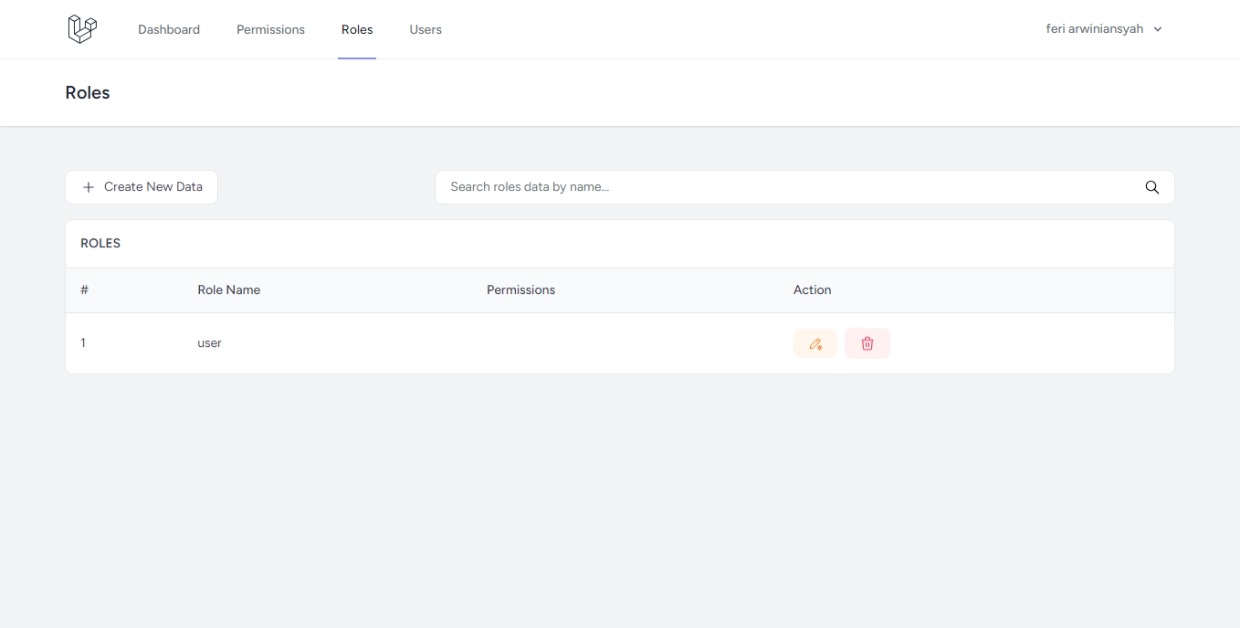 Dashboard Permissions Roles Users feri arwiniansyah
Roles
Create New Data Search roles data by name...
ROLES
# Role Name Permissions Action
1 user